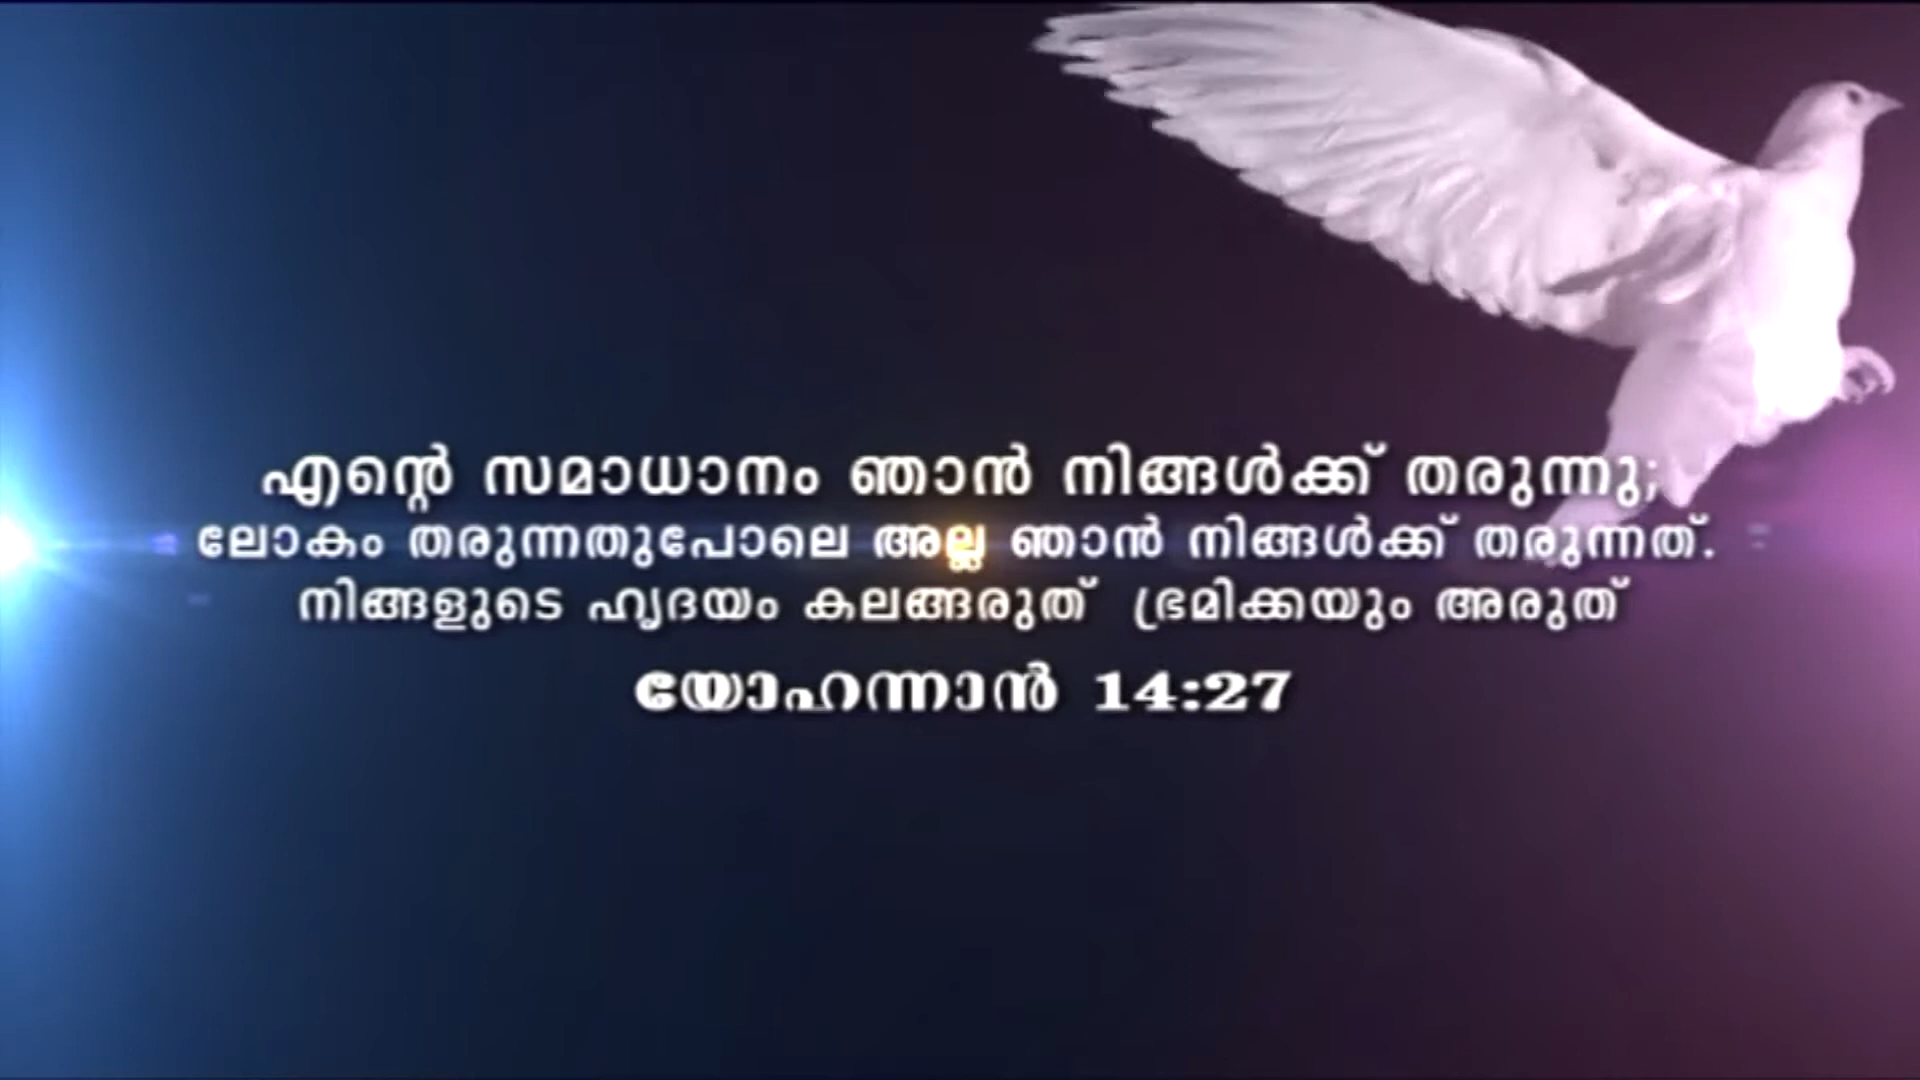 എന്റെ സമാധാനം ഞാൻ നിങ്ങൾക്ക് തരുന്നു;
ലോകം തരുന്നതുപോലെ അല്ല ഞാൻ നിങ്ങൾക്ക് തരുന്നത്.
നിങ്ങളുടെ ഹൃദയം കലങ്ങരുത് ഭ്രമിക്കയും അരുത്
യോഹന്നാൻ 14:27